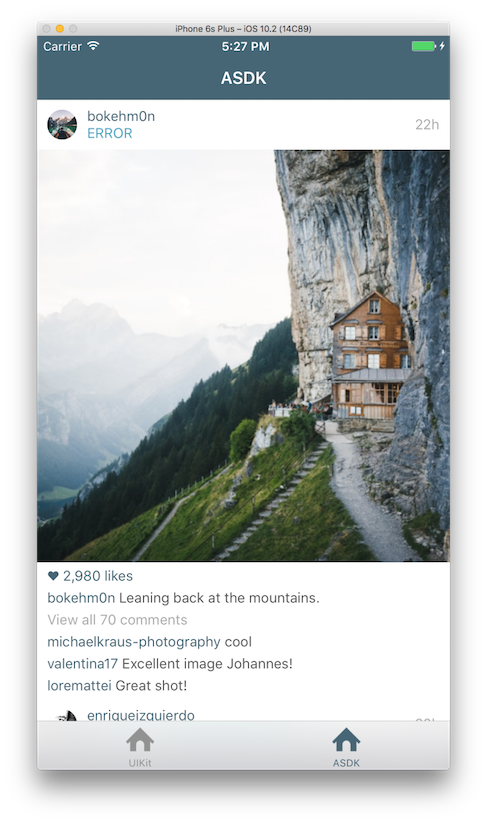 iPhone 6s Plus – iOS 10.2 (14C89)
Carrier 5:27 PM
ASDK
bokehm0n
ERROR
22h
♥ 2,980 likes
bokehm0n Leaning back at the mountains.
View all 70 comments
michaelkraus-photography cool
valentina17 Excellent image Johannes!
loremattei Great shot!
enriqueizquierdo
UIKit
ASDK